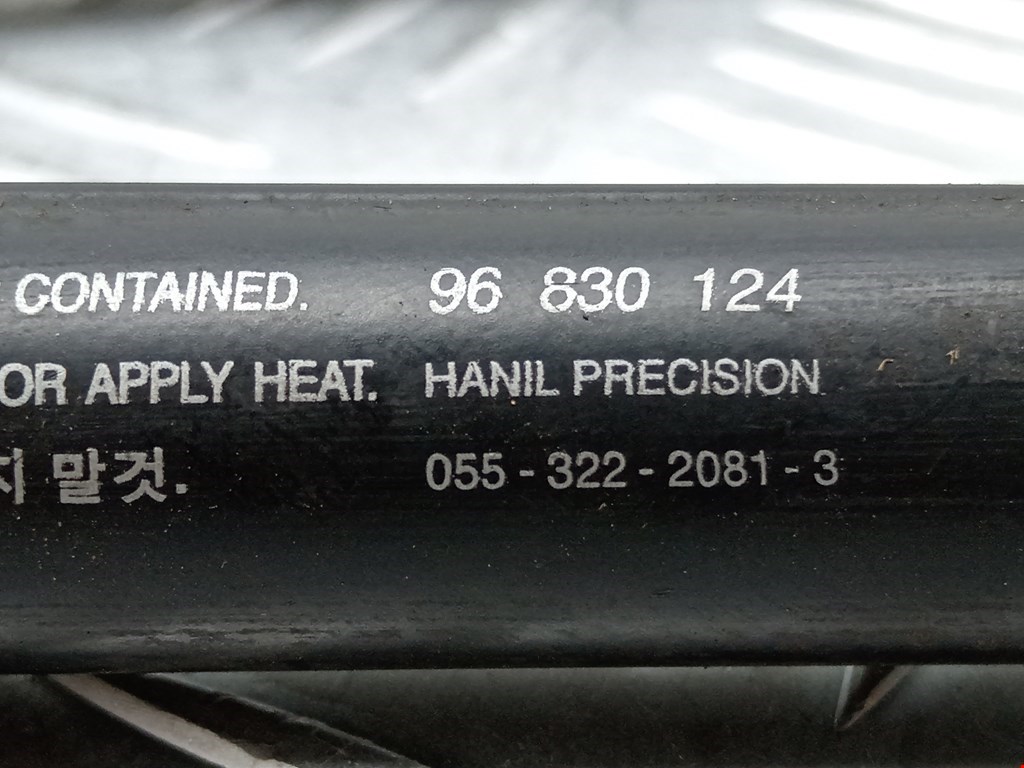 CONTAINED. 96 830 124
OR APPLY HEAT. HANIL PRECISION
지 말것. 055-322-2081-3